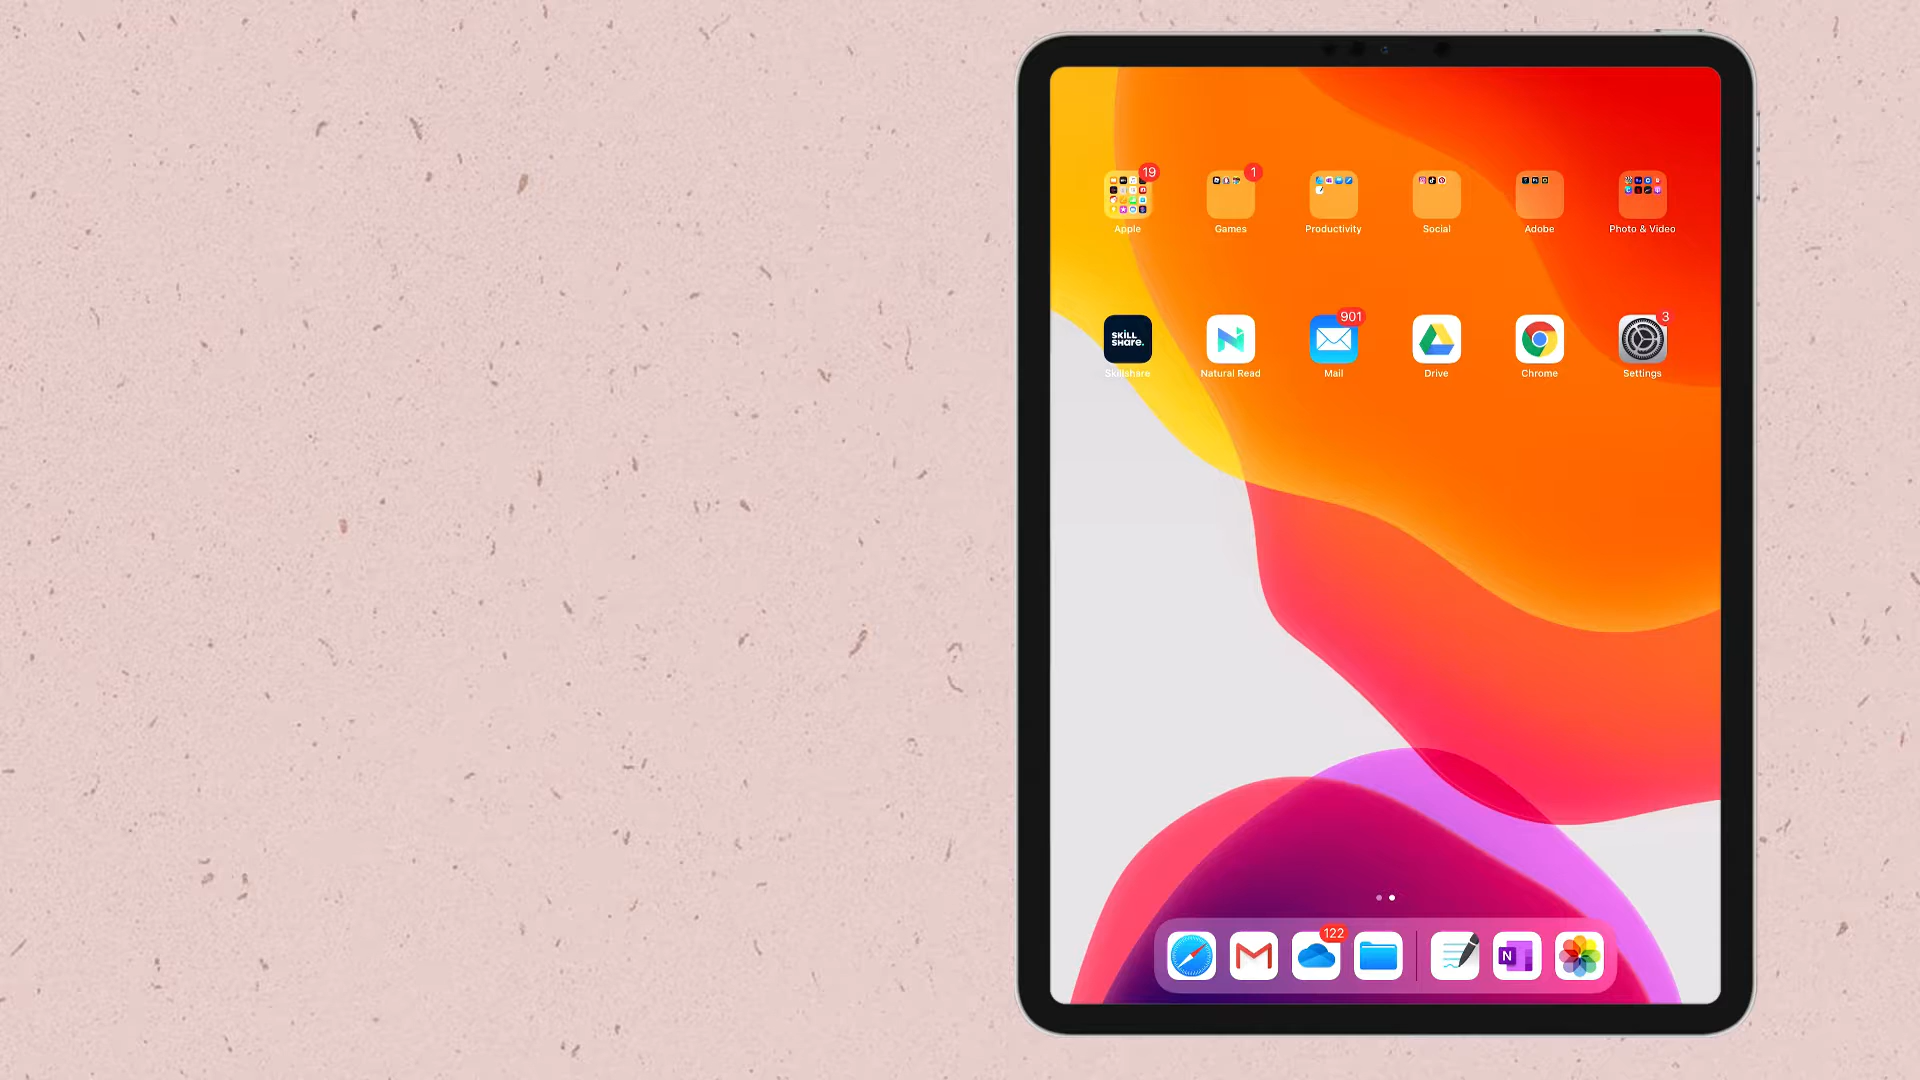 19
1
Apple
Games
Productivity
Social
Adobe
Photo & Video
SKILL
SHARE.
901
3
Skillshare
Natural Read
Mail
Drive
Chrome
Settings
122
N